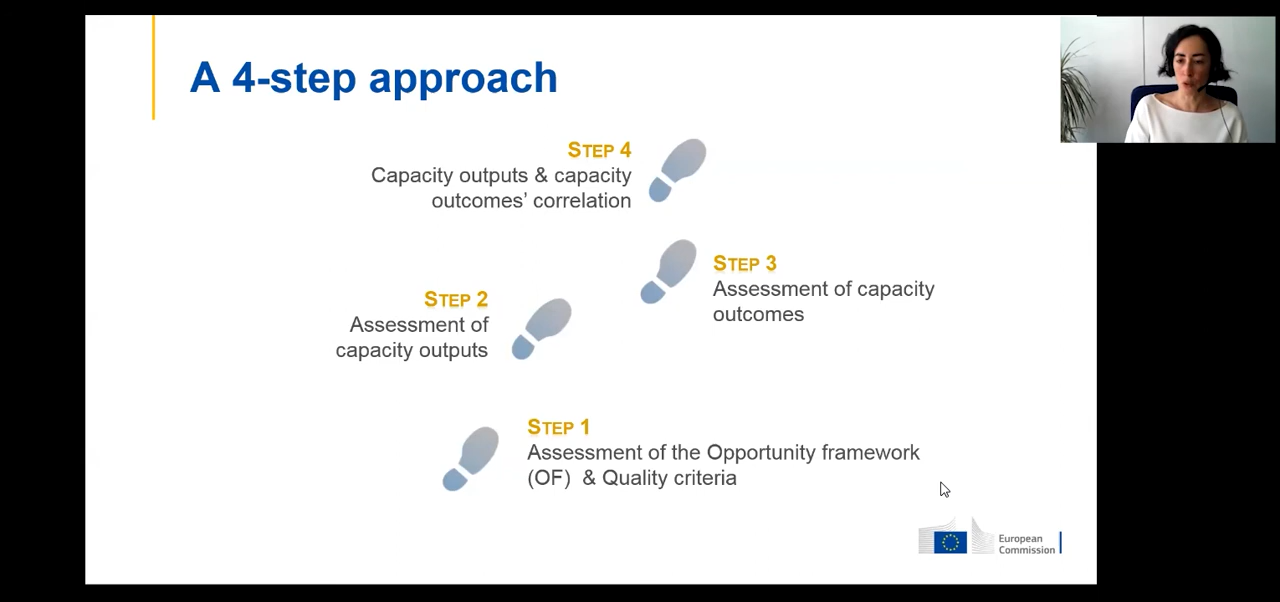 A 4-step approach
STEP 4
Capacity outputs & capacity
outcomes’ correlation
STEP 3
Assessment of capacity
outcomes
STEP 2
Assessment of
capacity outputs
STEP 1
Assessment of the Opportunity framework
(OF) & Quality criteria
European
Commission